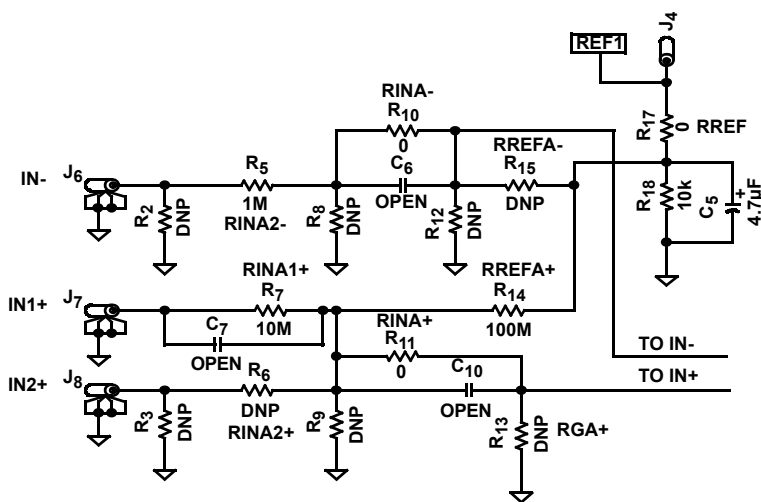 J4
REF1
RINA-
R10
0
R17
0
RREF
RREFA-
IN-
J6
R5
1M
RINA2-
C6
OPEN
R15
DNP
R2
DNP
R8
DNP
R12
DNP
R18
10k
C5
+
4.7uF
RINA1+
RREFA+
IN1+
J7
R7
10M
R14
100M
C7
OPEN
RINA+
R11
0
C10
OPEN
TO IN-
TO IN+
IN2+
J8
R6
DNP
RINA2+
R3
DNP
R9
DNP
R13
DNP
RGA+